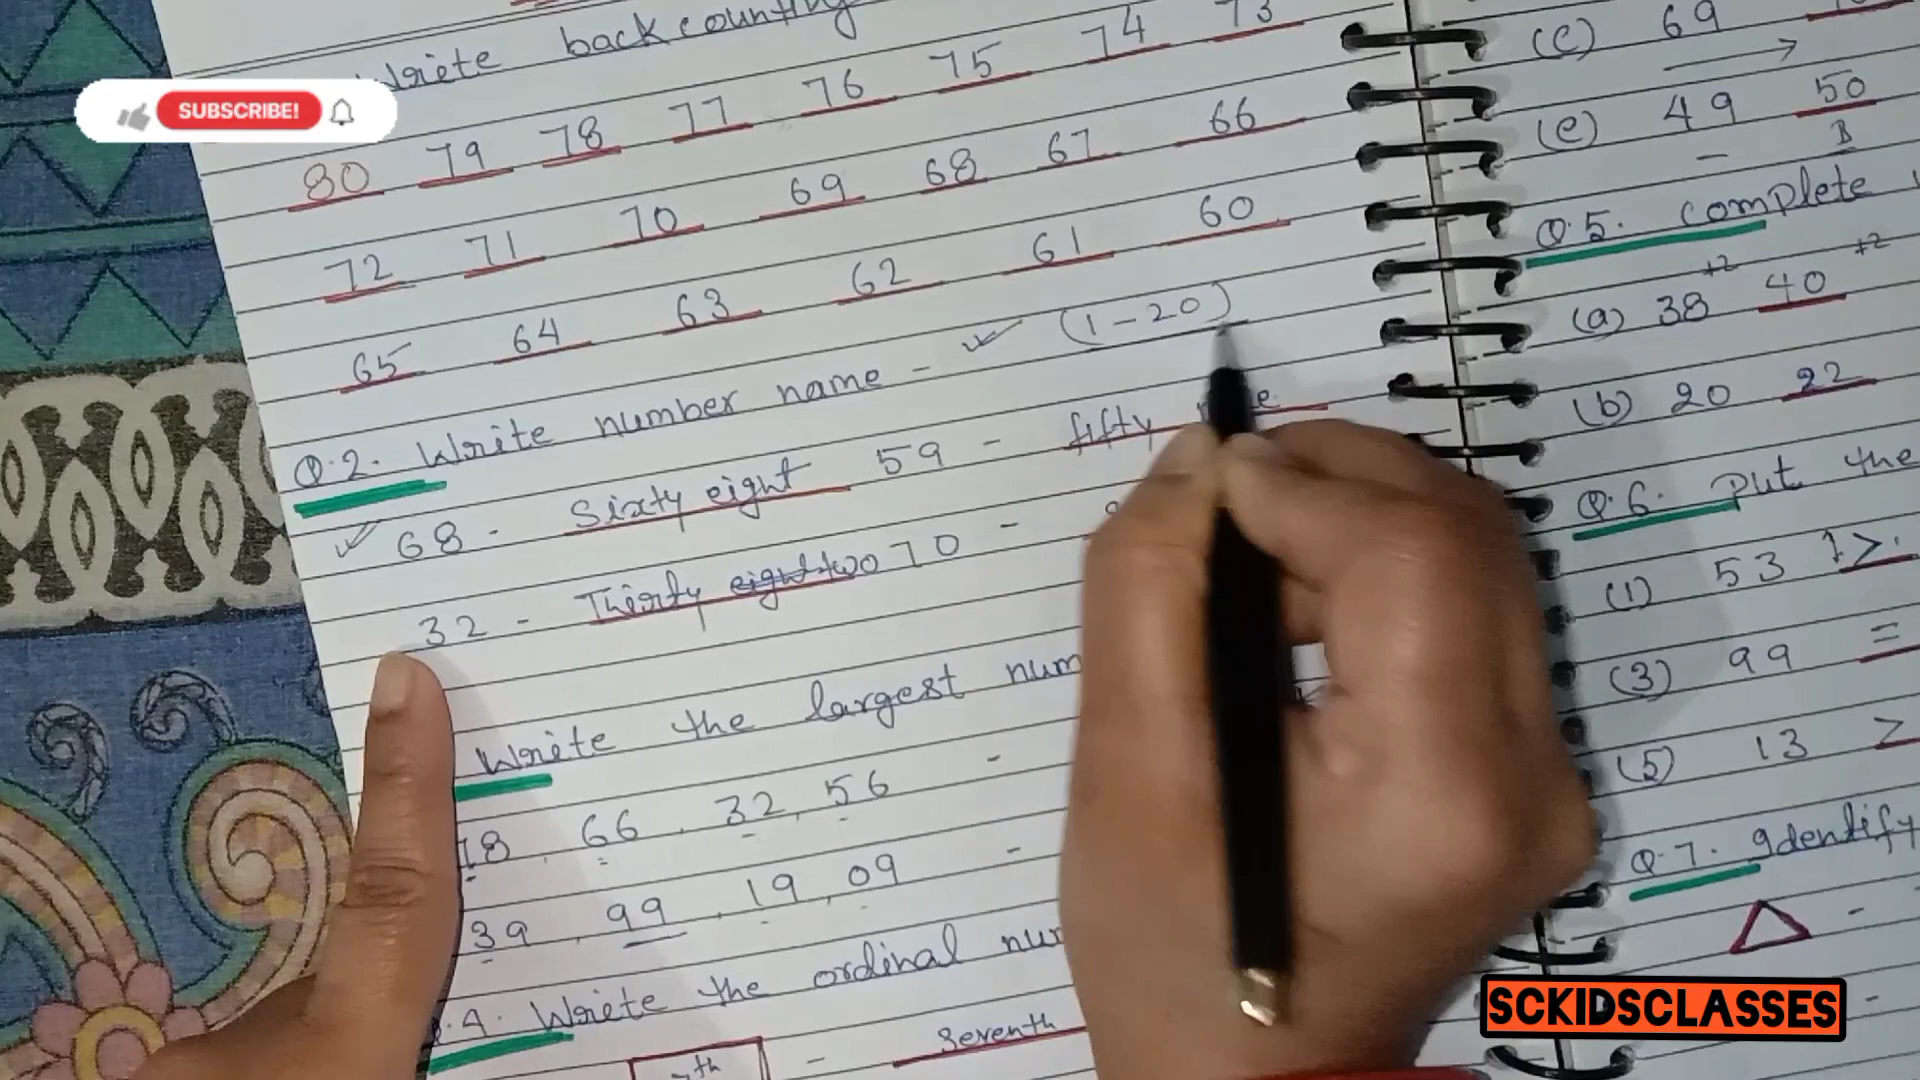 Write back counting
80 79 78 77 76 75 74 73
72 71 70 69 68 67 66
65 64 63 62 61 60
Q.2. Write number name - (1-20)
68 - Sixty eight 59 - fifty
32 - Thirty two 70 -
Write the largest num
18, 66, 32, 56 -
39, 99, 19, 09 -
.4. Write the ordinal nu
th - Seventh
(c) 69
(e) 49 50
B
Q.5. Complete
(a) 38 +2 40 +2
(b) 20 22
Q.6. Put the
(1) 53 >
(3) 99 =
(5) 13 >
Q.7. Identify
SUBSCRIBE!
SCKIDSCLASSES